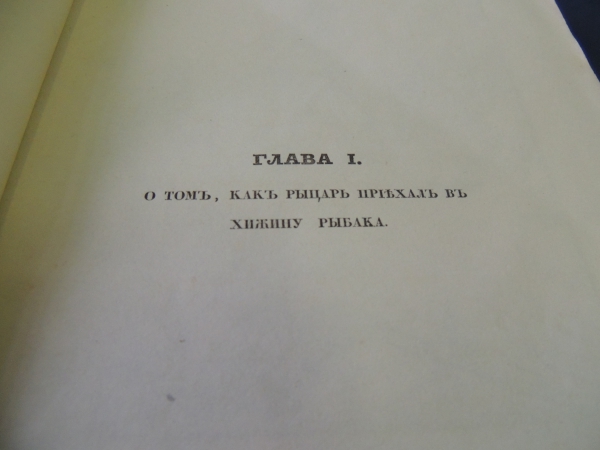 ГЛАВА I.
О ТОМЪ, КАКЪ РЫЦАРЬ ПРІѢХАЛЪ ВЪ
ХИЖИНУ РЫБАКА.